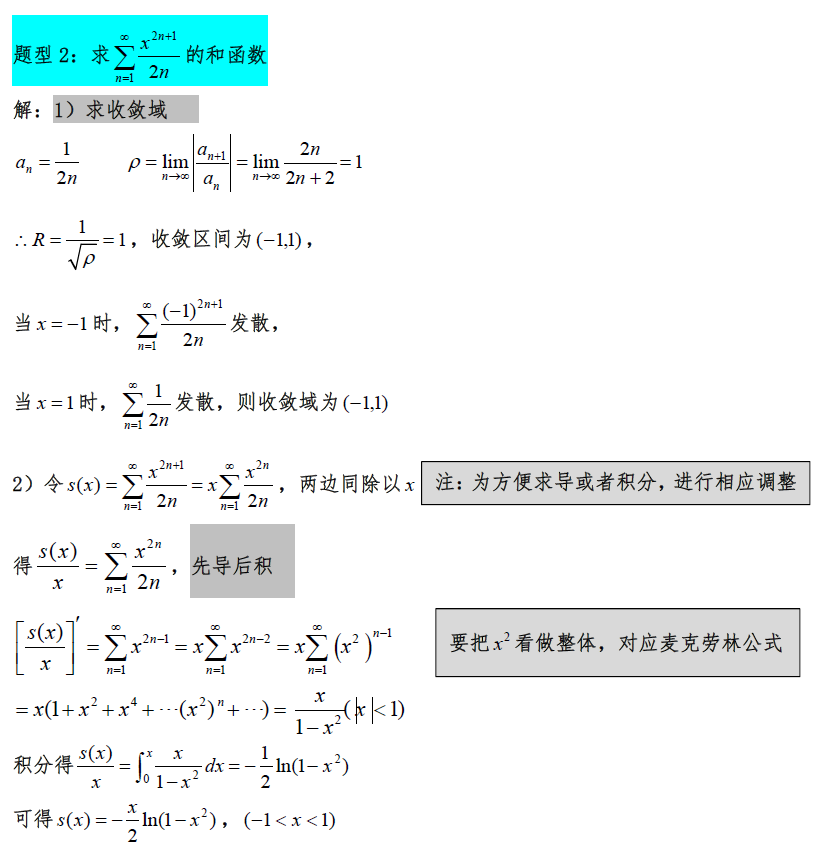 题型 2：求 $\sum_{n=1}^{\infty}\frac{x^{2n+1}}{2n}$ 的和函数
解：1）求收敛域
$a_n=\frac{1}{2n}$ $\rho=\lim_{n\to\infty}\left|\frac{a_{n+1}}{a_n}\right|=\lim_{n\to\infty}\frac{2n}{2n+2}=1$
$\therefore R=\frac{1}{\sqrt{\rho}}=1$，收敛区间为$(-1,1)$，
当$x=-1$时，$\sum_{n=1}^{\infty}\frac{(-1)^{2n+1}}{2n}$发散，
当$x=1$时，$\sum_{n=1}^{\infty}\frac{1}{2n}$发散，则收敛域为$(-1,1)$
2）令$s(x)=\sum_{n=1}^{\infty}\frac{x^{2n+1}}{2n}=x\sum_{n=1}^{\infty}\frac{x^{2n}}{2n}$，两边同除以$x$
注：为方便求导或者积分，进行相应调整
得$\frac{s(x)}{x}=\sum_{n=1}^{\infty}\frac{x^{2n}}{2n}$，先导后积
$\left[\frac{s(x)}{x}\right]'=\sum_{n=1}^{\infty}x^{2n-1}=x\sum_{n=1}^{\infty}x^{2n-2}=x\sum_{n=1}^{\infty}\left(x^2\right)^{n-1}$
要把$x^2$看做整体，对应麦克劳林公式
$=x(1+x^2+x^4+\cdots(x^2)^n+\cdots)=\frac{x}{1-x^2}(|x|<1)$
积分得$\frac{s(x)}{x}=\int_0^x\frac{x}{1-x^2}dx=-\frac{1}{2}\ln(1-x^2)$
可得$s(x)=-\frac{x}{2}\ln(1-x^2)$，$(-1<x<1)$